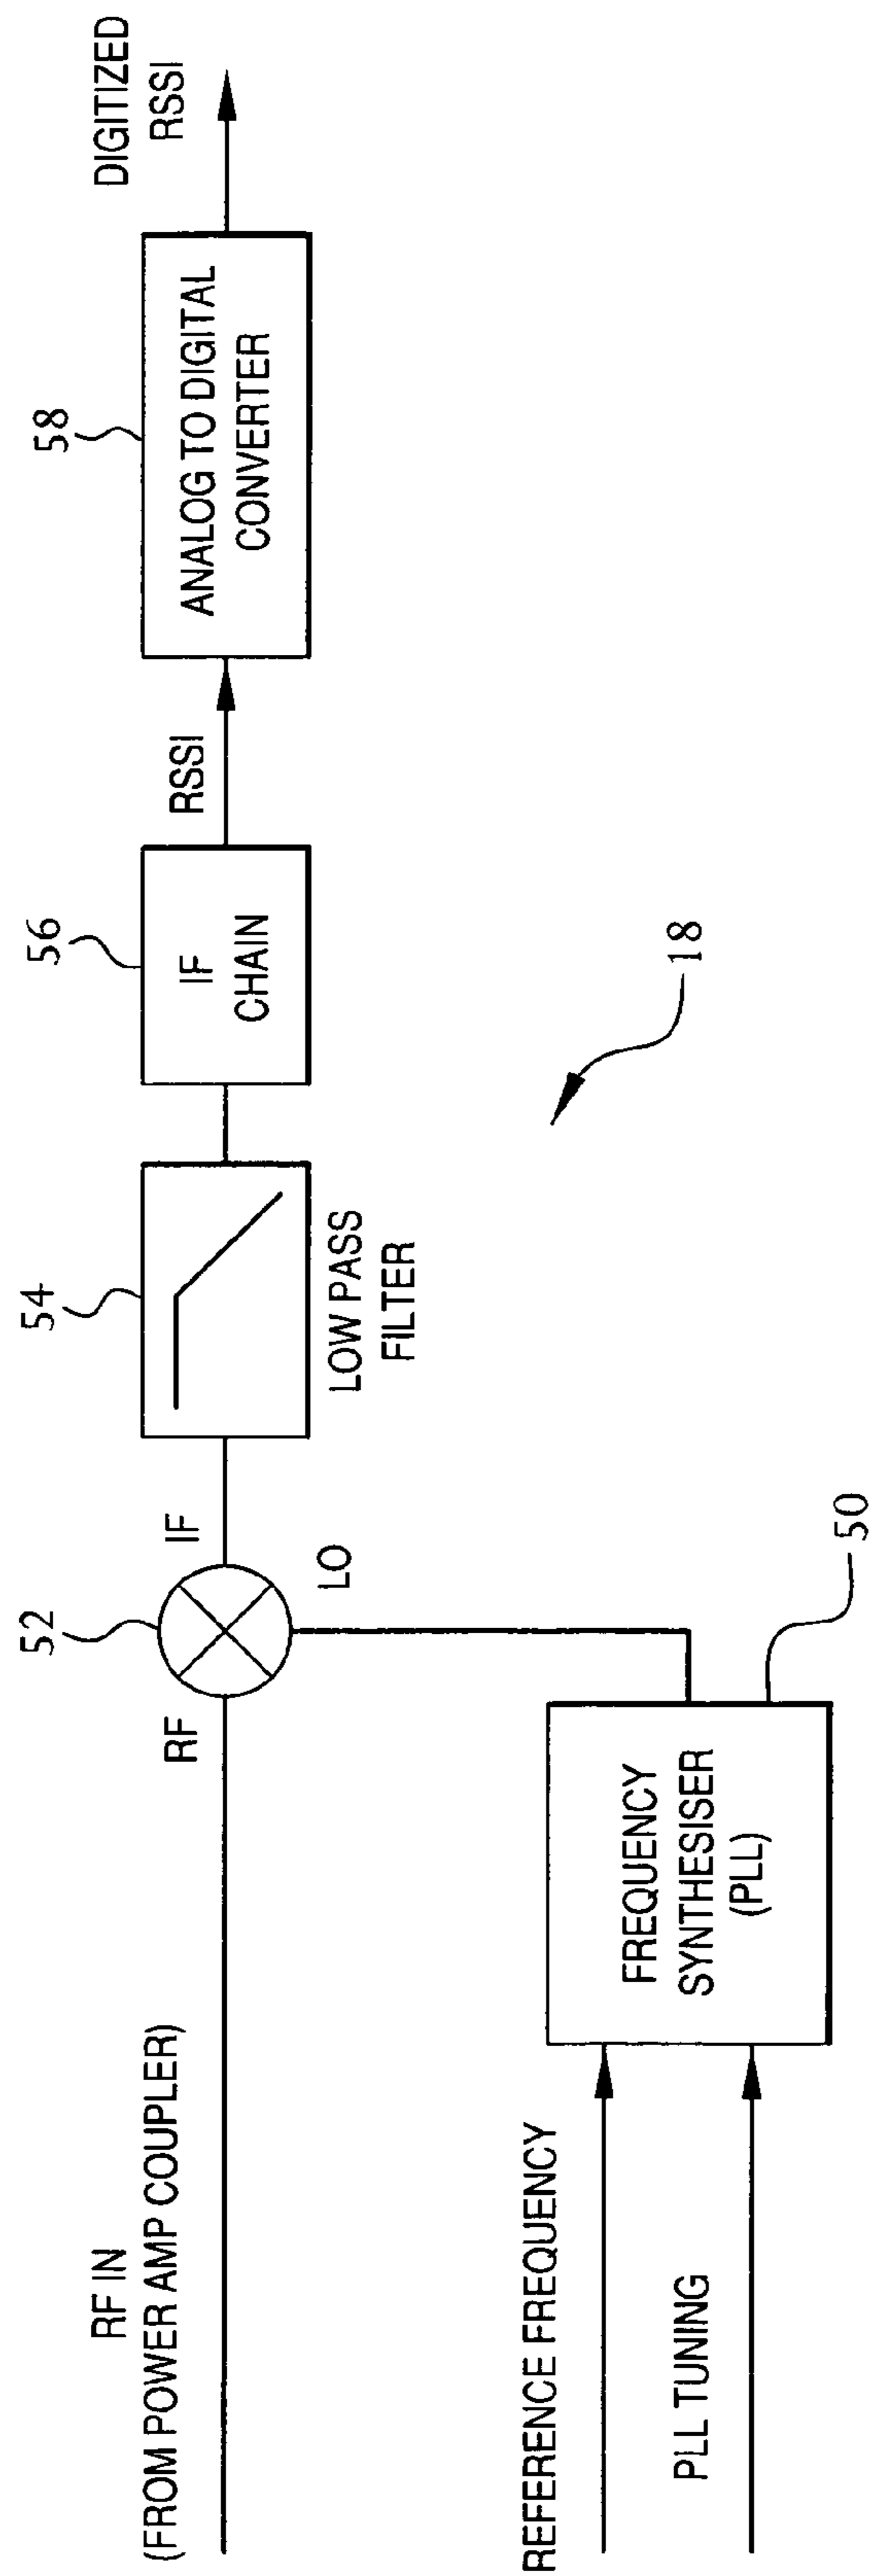 RF IN
(FROM POWER AMP COUPLER)
RF
52
IF
LO
54
LOW PASS
FILTER
56
IF
CHAIN
RSSI
58
ANALOG TO DIGITAL
CONVERTER
DIGITIZED
RSSI
REFERENCE FREQUENCY
PLL TUNING
FREQUENCY
SYNTHESISER
(PLL)
50
18